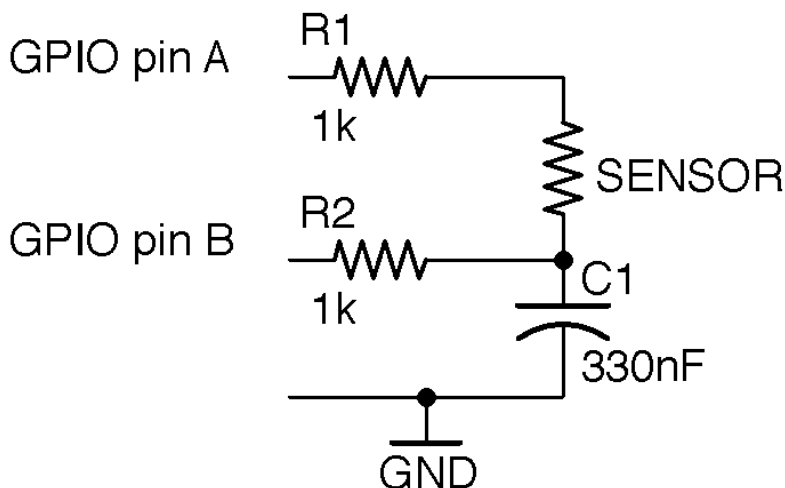 R1
GPIO pin A
1k
SENSOR
R2
GPIO pin B
C1
1k
330nF
GND